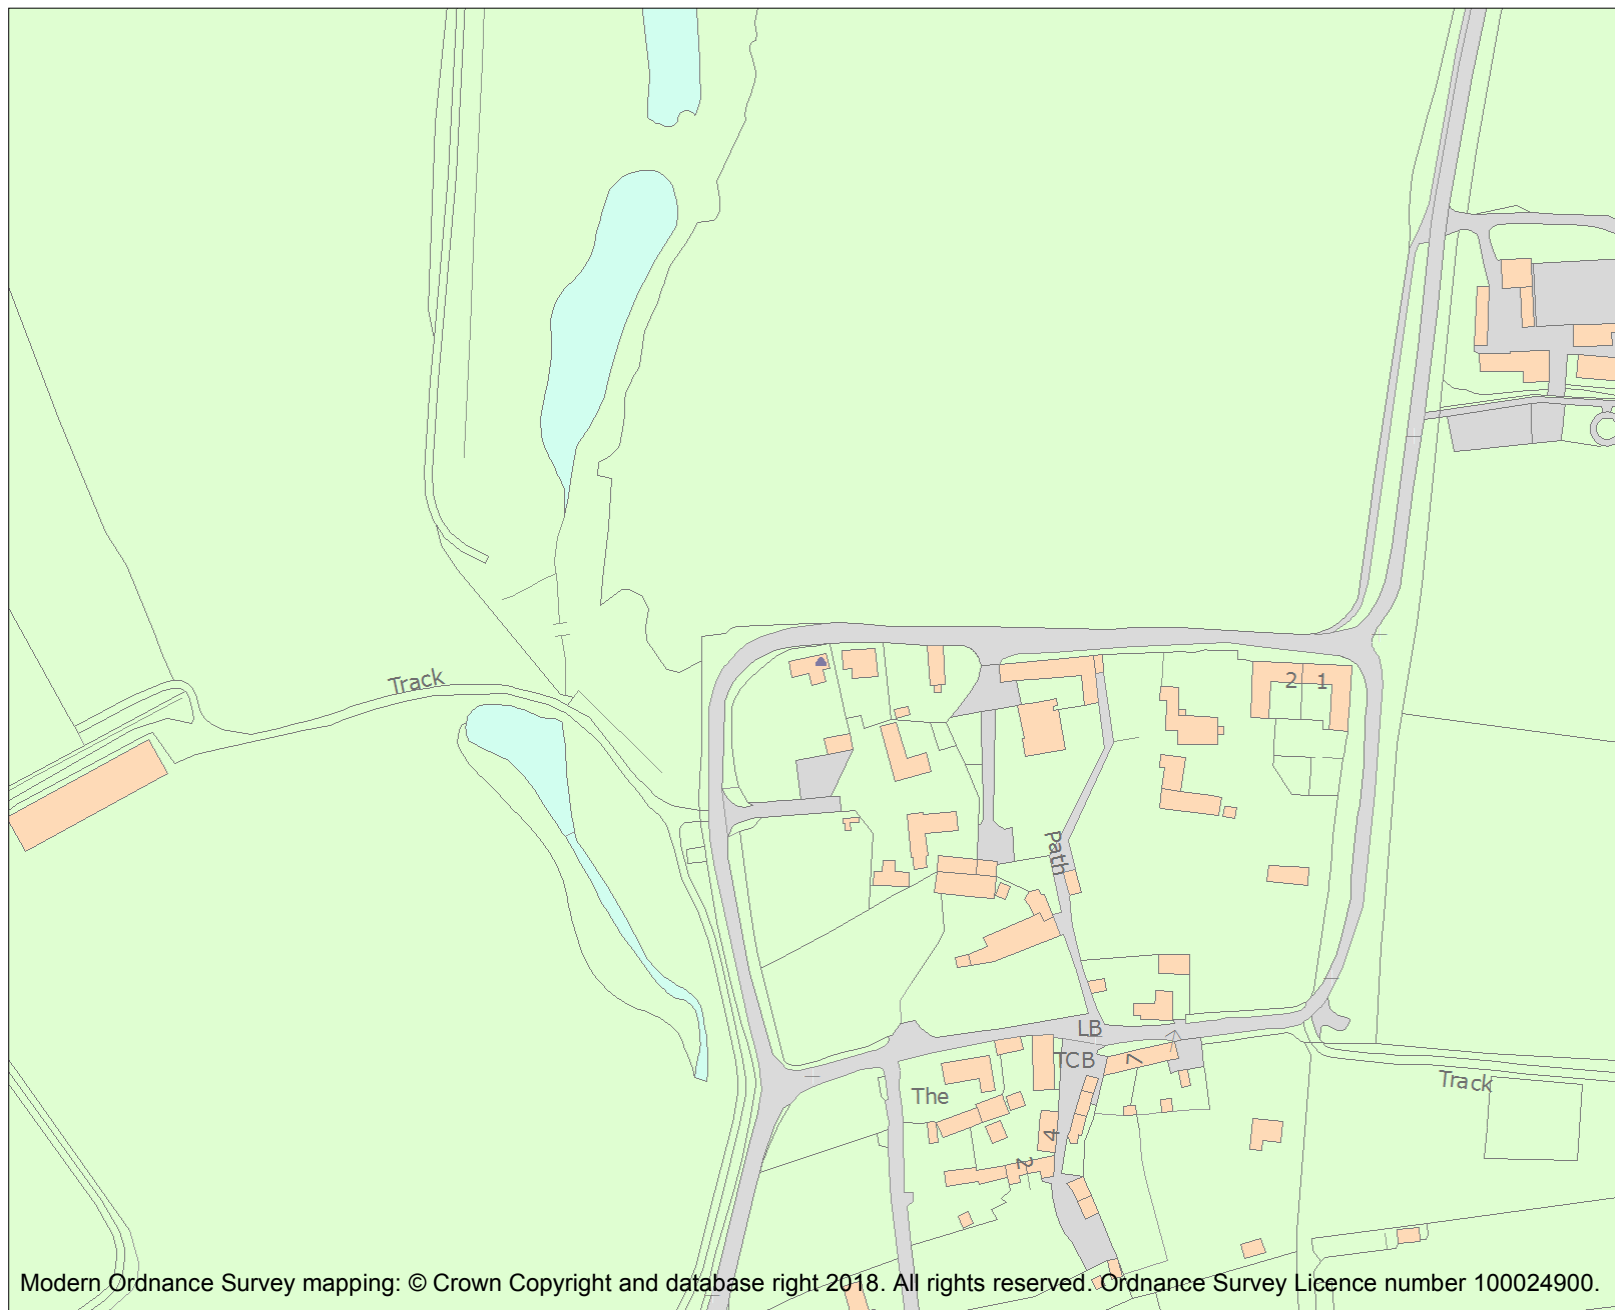 Track
2 1
Path
LB
TCB
7
The
Track
4
2
Modern Ordnance Survey mapping: © Crown Copyright and database right 2018. All rights reserved. Ordnance Survey Licence number 100024900.